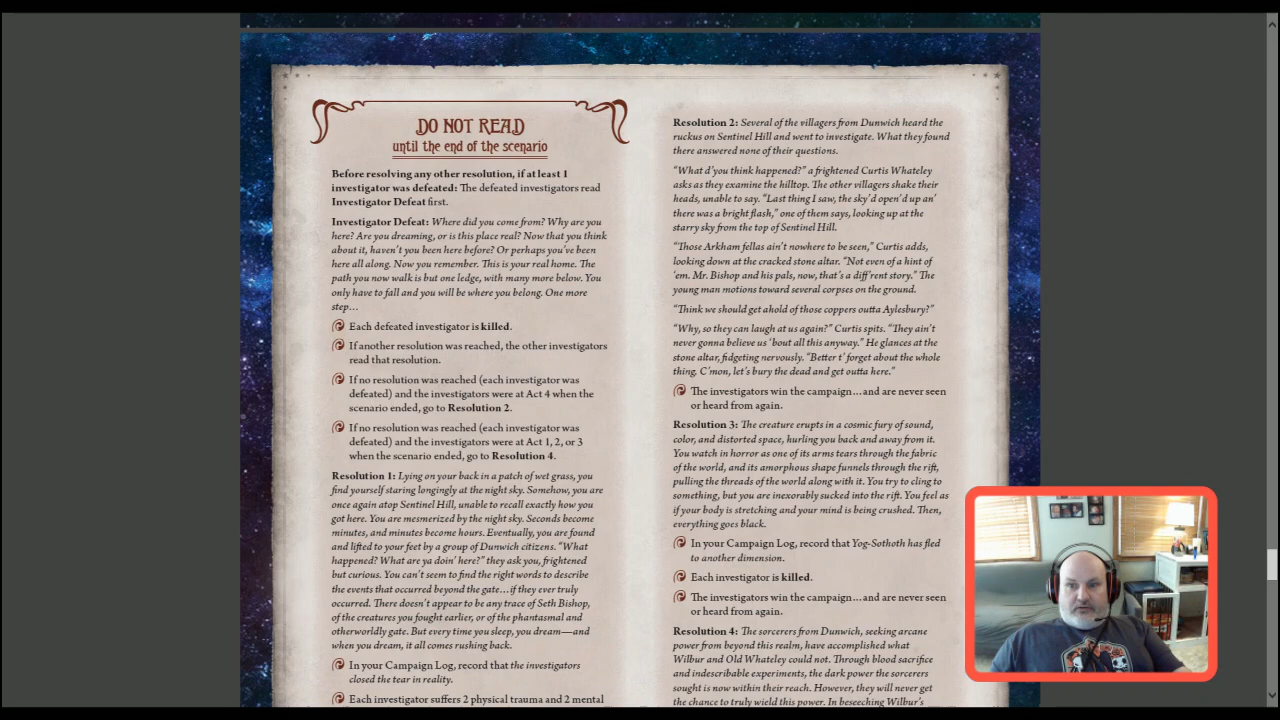 DO NOT READ
until the end of the scenario
Before resolving any other resolution, if at least 1
investigator was defeated: The defeated investigators read
Investigator Defeat first.
Investigator Defeat: Where did you come from? Why are you
here? Are you dreaming, or is this place real? Now that you think
about it, haven't you been here before? Or perhaps you've been
here all along. Now you remember. This is your real home. The
path you now walk is but one ledge, with many more below. You
only have to fall and you will be where you belong. One more
step…
Each defeated investigator is killed.
If another resolution was reached, the other investigators
read that resolution.
If no resolution was reached (each investigator was
defeated) and the investigators were at Act 4 when the
scenario ended, go to Resolution 2.
If no resolution was reached (each investigator was
defeated) and the investigators were at Act 1, 2, or 3
when the scenario ended, go to Resolution 4.
Resolution 1: Lying on your back in a patch of wet grass, you
find yourself staring longingly at the night sky. Somehow, you are
once again atop Sentinel Hill, unable to recall exactly how you
got here. You are mesmerized by the night sky. Seconds become
minutes, and minutes become hours. Eventually, you are found
and lifted to your feet by a group of Dunwich citizens. "What
happened? What are ya doin' here?" they ask you, frightened
but curious. You can't seem to find the right words to describe
the events that occurred beyond the gate…if they ever truly
occurred. There doesn't appear to be any trace of Seth Bishop,
of the creatures you fought earlier, or of the phantasmal and
otherworldly gate. But every time you sleep, you dream—and
when you dream, it all comes rushing back.
In your Campaign Log, record that the investigators
closed the tear in reality.
Each investigator suffers 2 physical trauma and 2 mental
Resolution 2: Several of the villagers from Dunwich heard the
ruckus on Sentinel Hill and went to investigate. What they found
there answered none of their questions.
"What d'you think happened?" a frightened Curtis Whateley
asks as they examine the hilltop. The other villagers shake their
heads, unable to say. "Last thing I saw, the sky'd open'd up an'
there was a bright flash," one of them says, looking up at the
starry sky from the top of Sentinel Hill.
"Those Arkham fellas ain't nowhere to be seen," Curtis adds,
looking down at the cracked stone altar. "Not even of a hint of
'em. Mr. Bishop and his pals, now, that's a diff'rent story." The
young man motions toward several corpses on the ground.
"Think we should get ahold of those coppers outta Aylesbury?"
"Why, so they can laugh at us again?" Curtis spits. "They ain't
never gonna believe us 'bout all this anyway." He glances at the
stone altar, fidgeting nervously. "Better t' forget about the whole
thing. C'mon, let's bury the dead and get outta here."
The investigators win the campaign…and are never seen
or heard from again.
Resolution 3: The creature erupts in a cosmic fury of sound,
color, and distorted space, hurling you back and away from it.
You watch in horror as one of its arms tears through the fabric
of the world, and its amorphous shape funnels through the rift,
pulling the threads of the world along with it. You try to cling to
something, but you are inexorably sucked into the rift. You feel as
if your body is stretching and your mind is being crushed. Then,
everything goes black.
In your Campaign Log, record that Yog-Sothoth has fled
to another dimension.
Each investigator is killed.
The investigators win the campaign…and are never seen
or heard from again.
Resolution 4: The sorcerers from Dunwich, seeking arcane
power from beyond this realm, have accomplished what
Wilbur and Old Whateley could not. Through blood sacrifice
and indescribable experiments, the dark power the sorcerers
sought is now within their reach. However, they will never get
the chance to truly wield this power. In beseeching Wilbur's